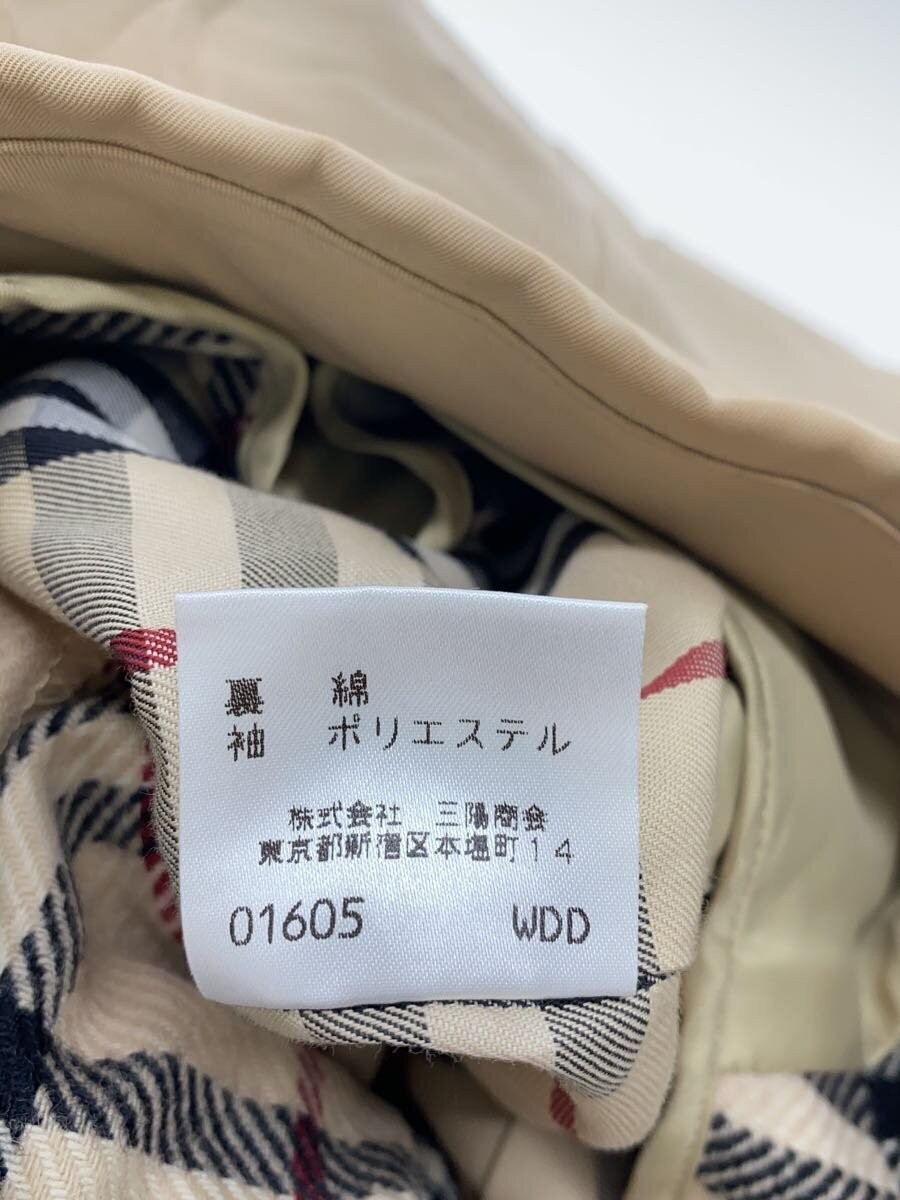 裏　綿
袖　ポリエステル
株式会社　三陽商会
東京都新宿区本塩町１４
01605　WDD